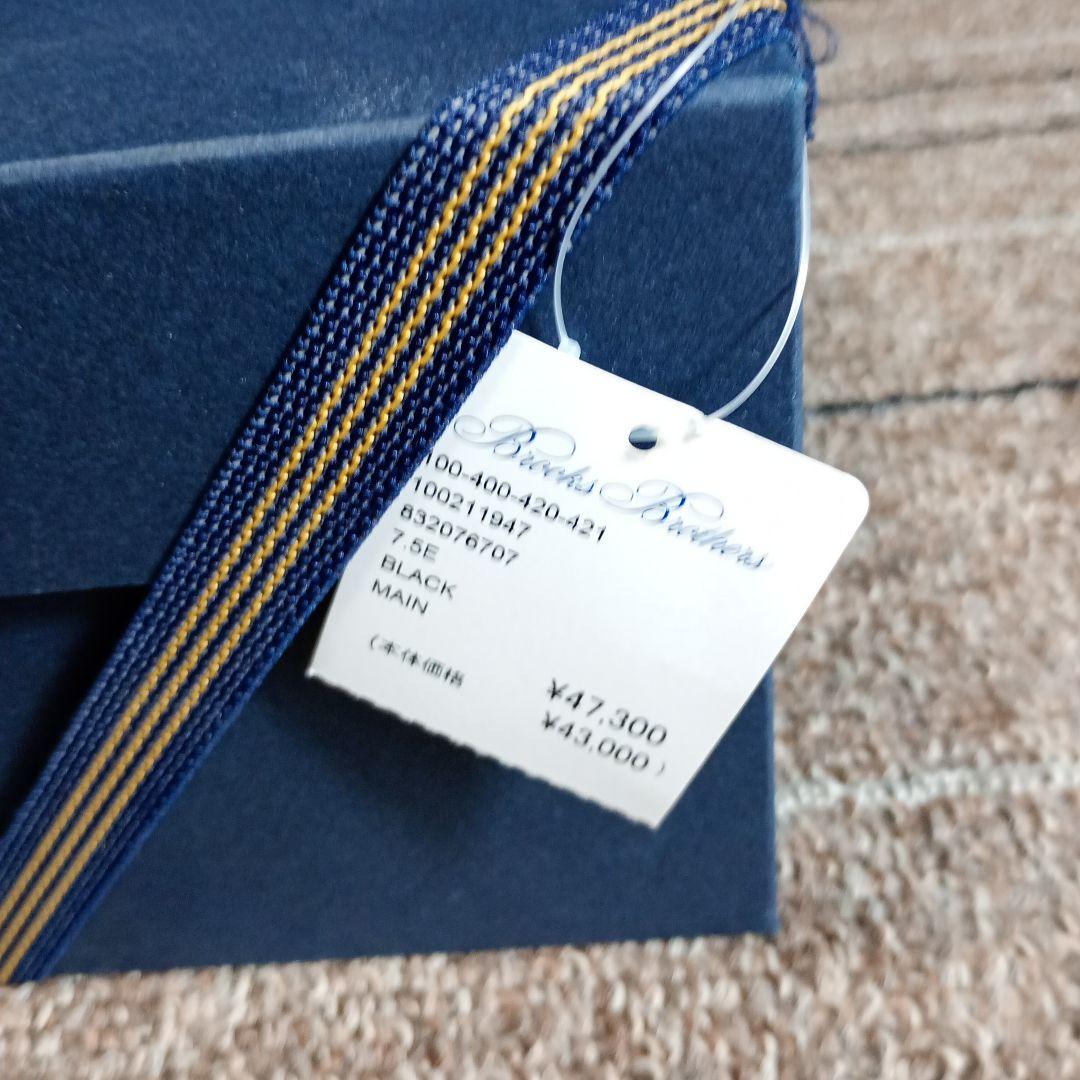 Brooks Brothers
100-400-420-421
100211947
832076707
7.5E
BLACK
MAIN
¥47,300
(本体価格 ¥43,000)